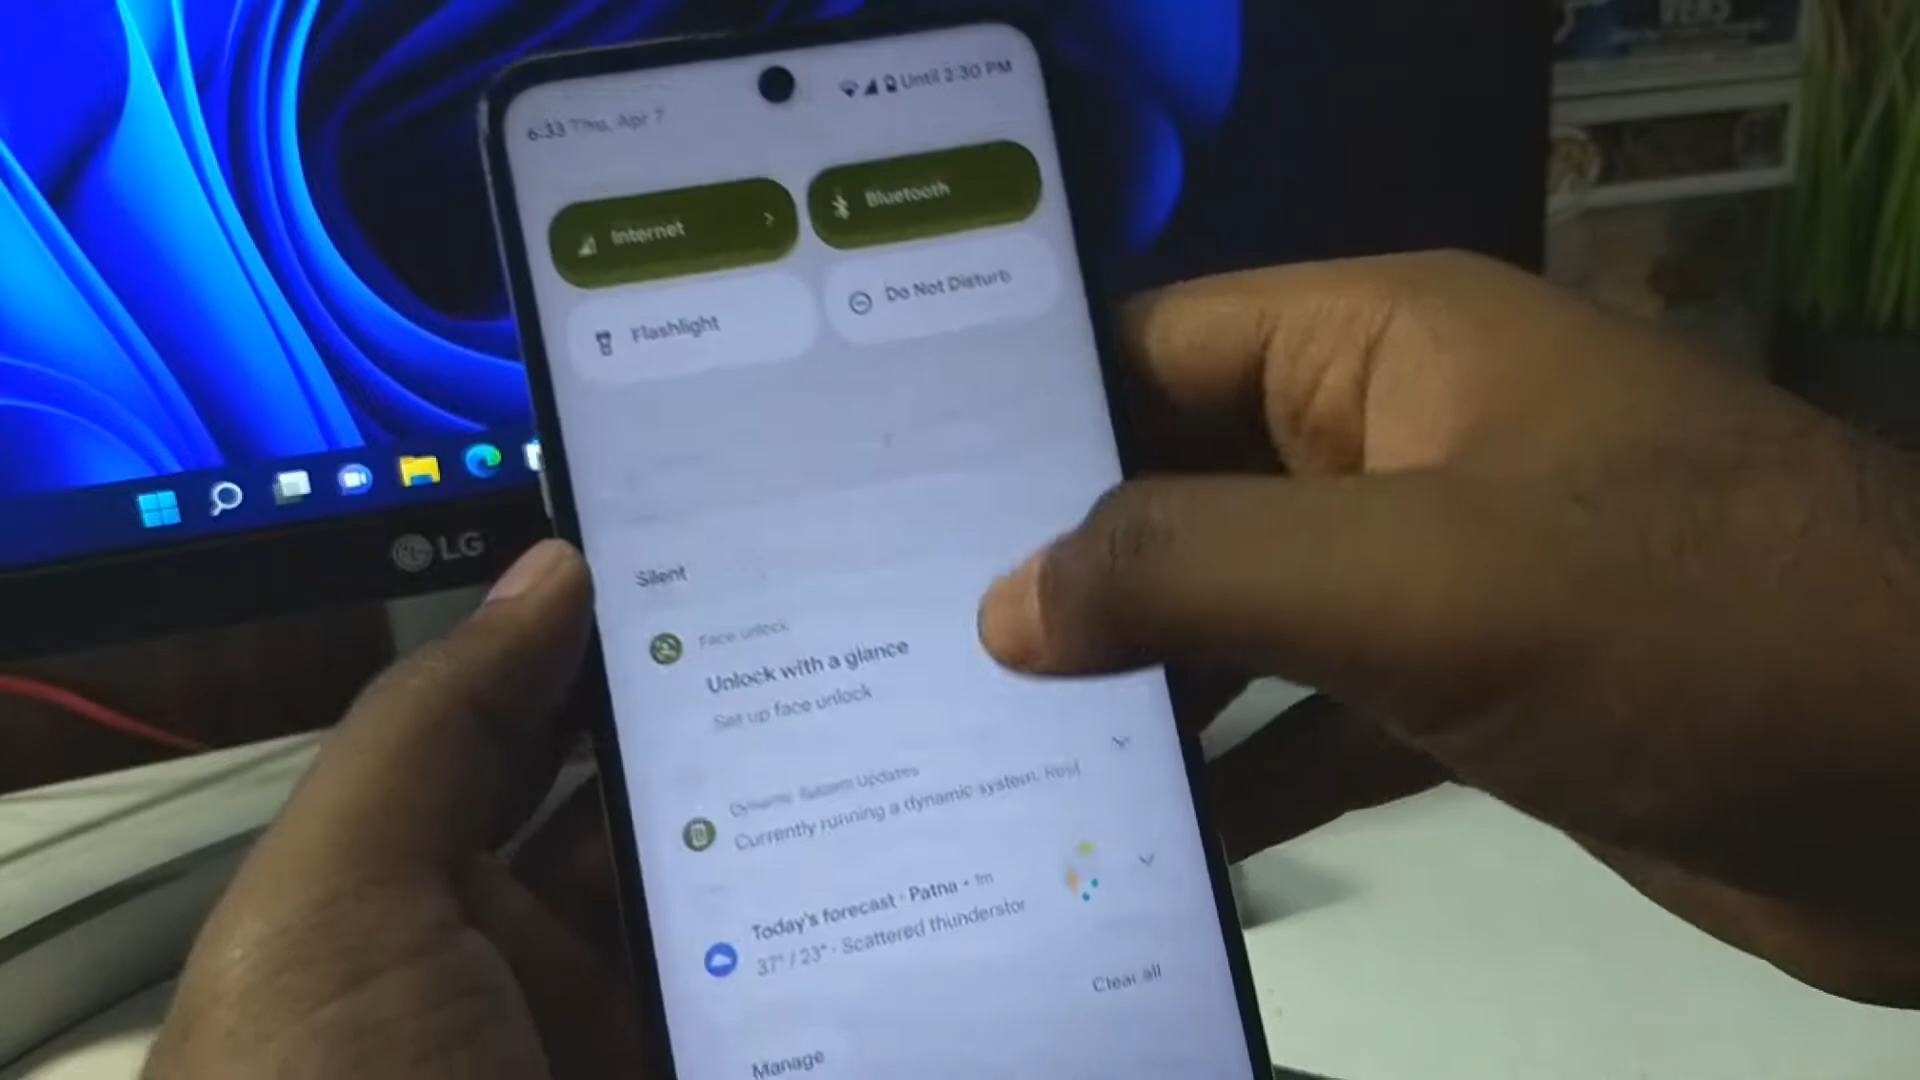 VERS
6:33 Thu, Apr 7
Until 2:30 PM
Internet
Bluetooth
Flashlight
Do Not Disturb
LG
Silent
Face unlock
Unlock with a glance
Set up face unlock
Dynamic System Updates
Currently running a dynamic system. Rest
Today's forecast · Patna · 1m
37° / 23° · Scattered thunderstor
Clear all
Manage